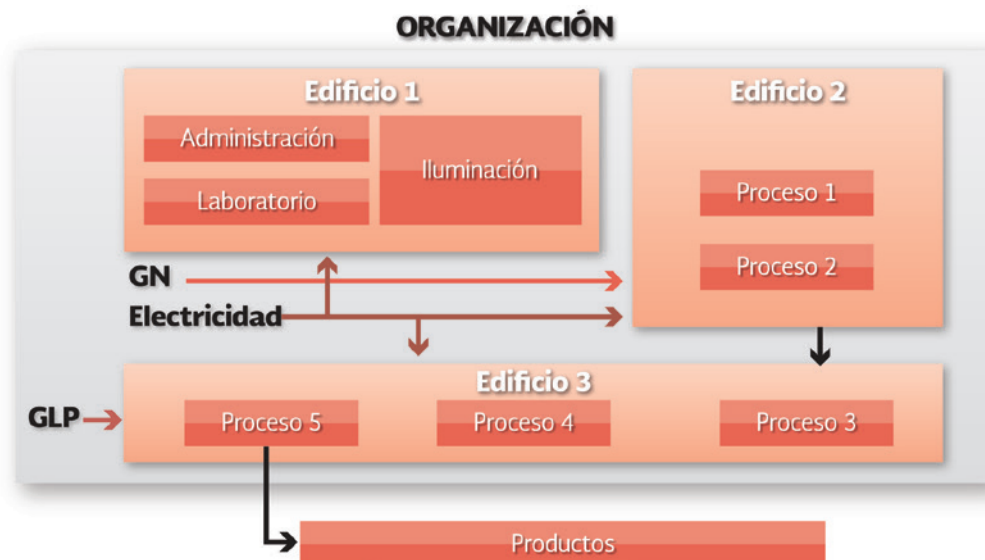 ORGANIZACIÓN
Edificio 1
Administración
Iluminación
Laboratorio
Edificio 2
Proceso 1
Proceso 2
GN
Electricidad
Edificio 3
GLP
Proceso 5
Proceso 4
Proceso 3
Productos